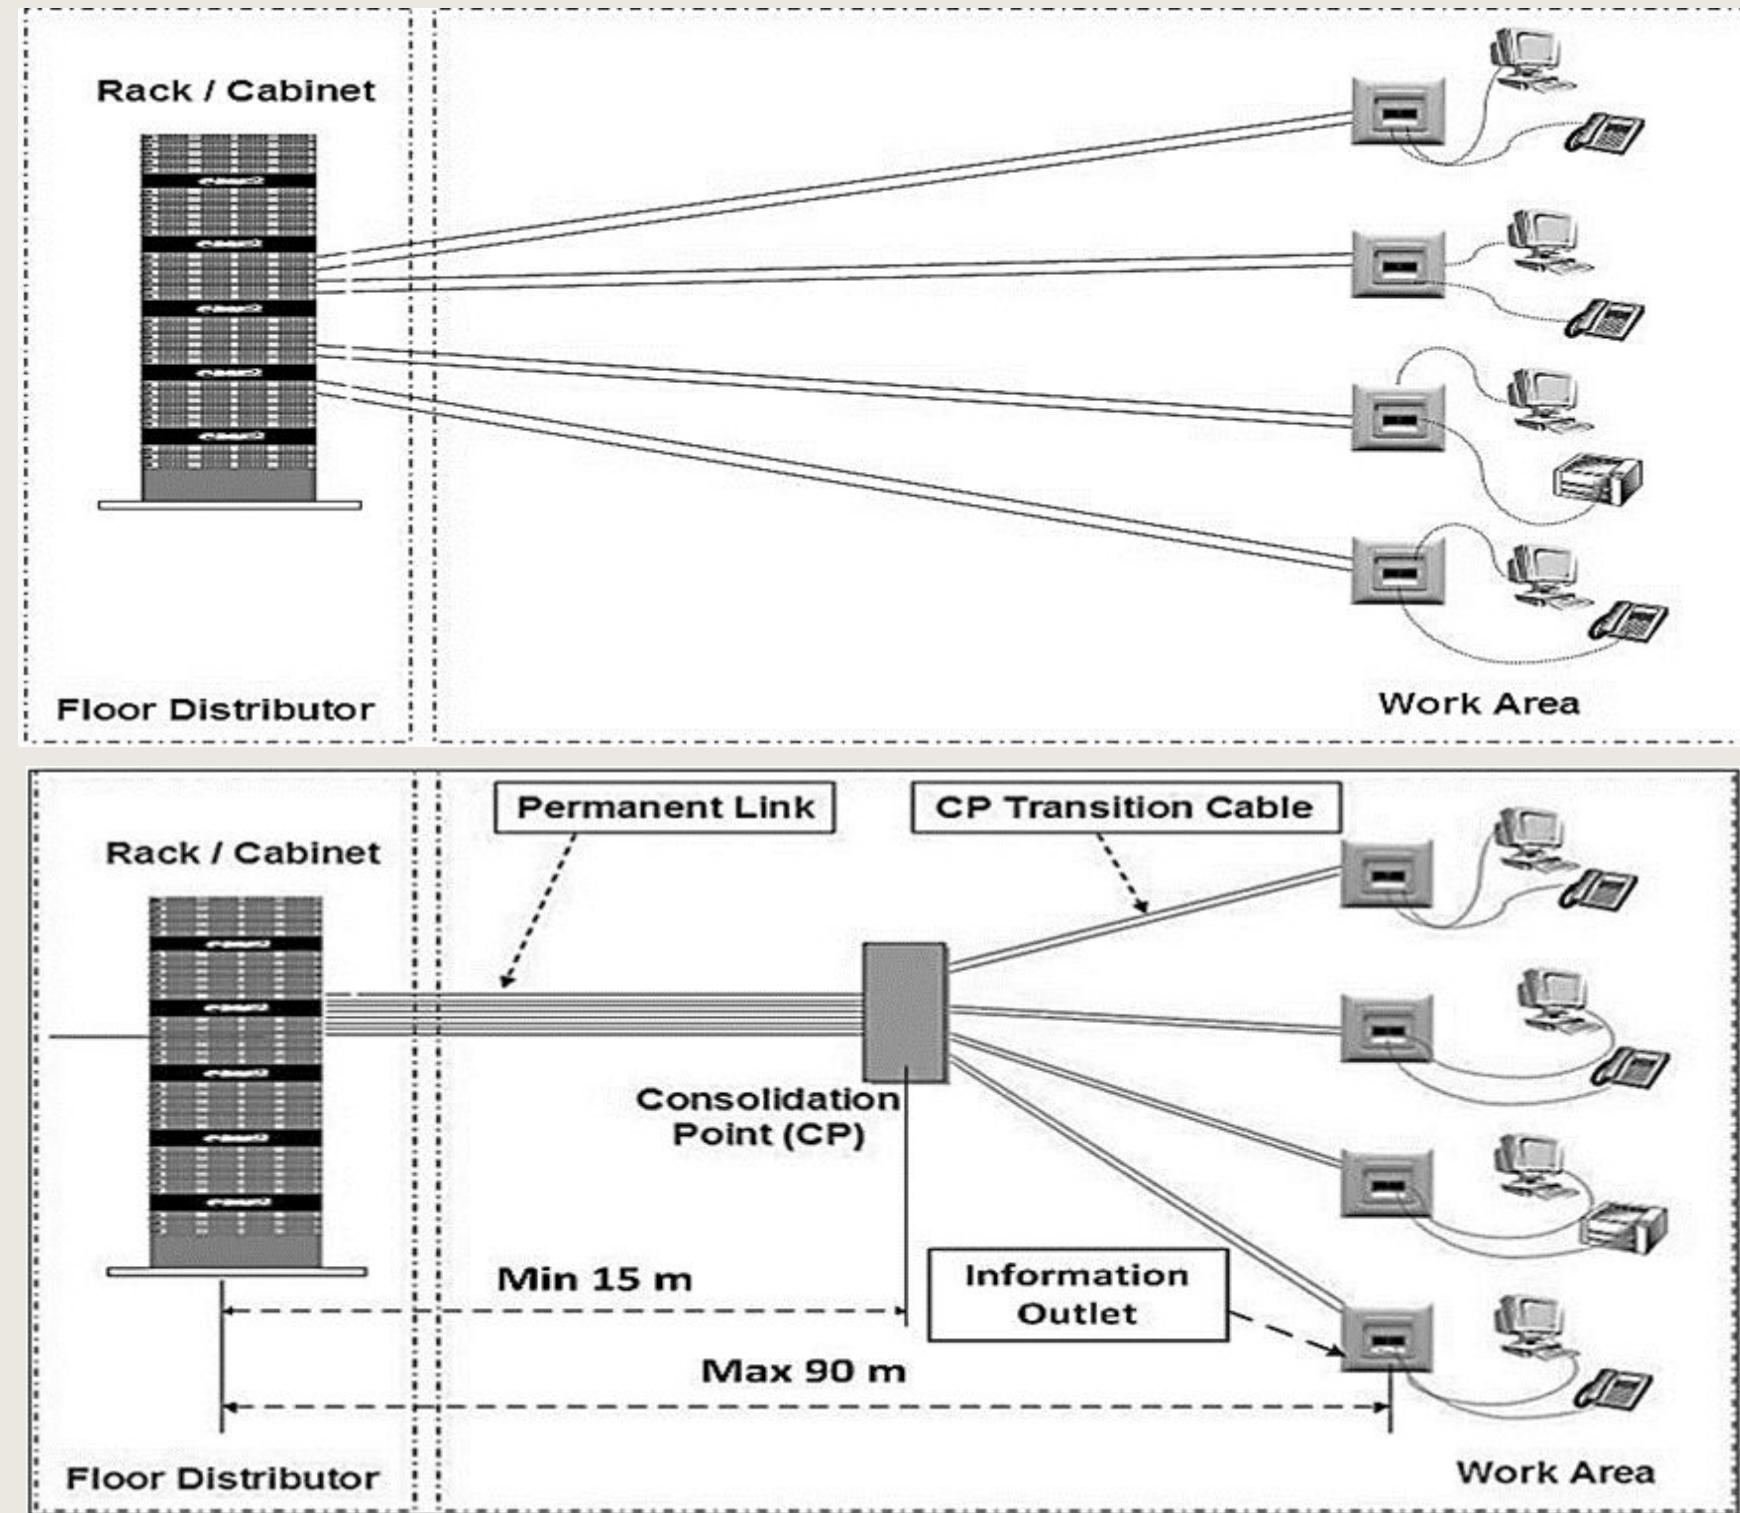 Rack / Cabinet
Floor Distributor
Work Area
Permanent Link
CP Transition Cable
Rack / Cabinet
Consolidation
Point (CP)
Min 15 m
Information
Outlet
Max 90 m
Floor Distributor
Work Area